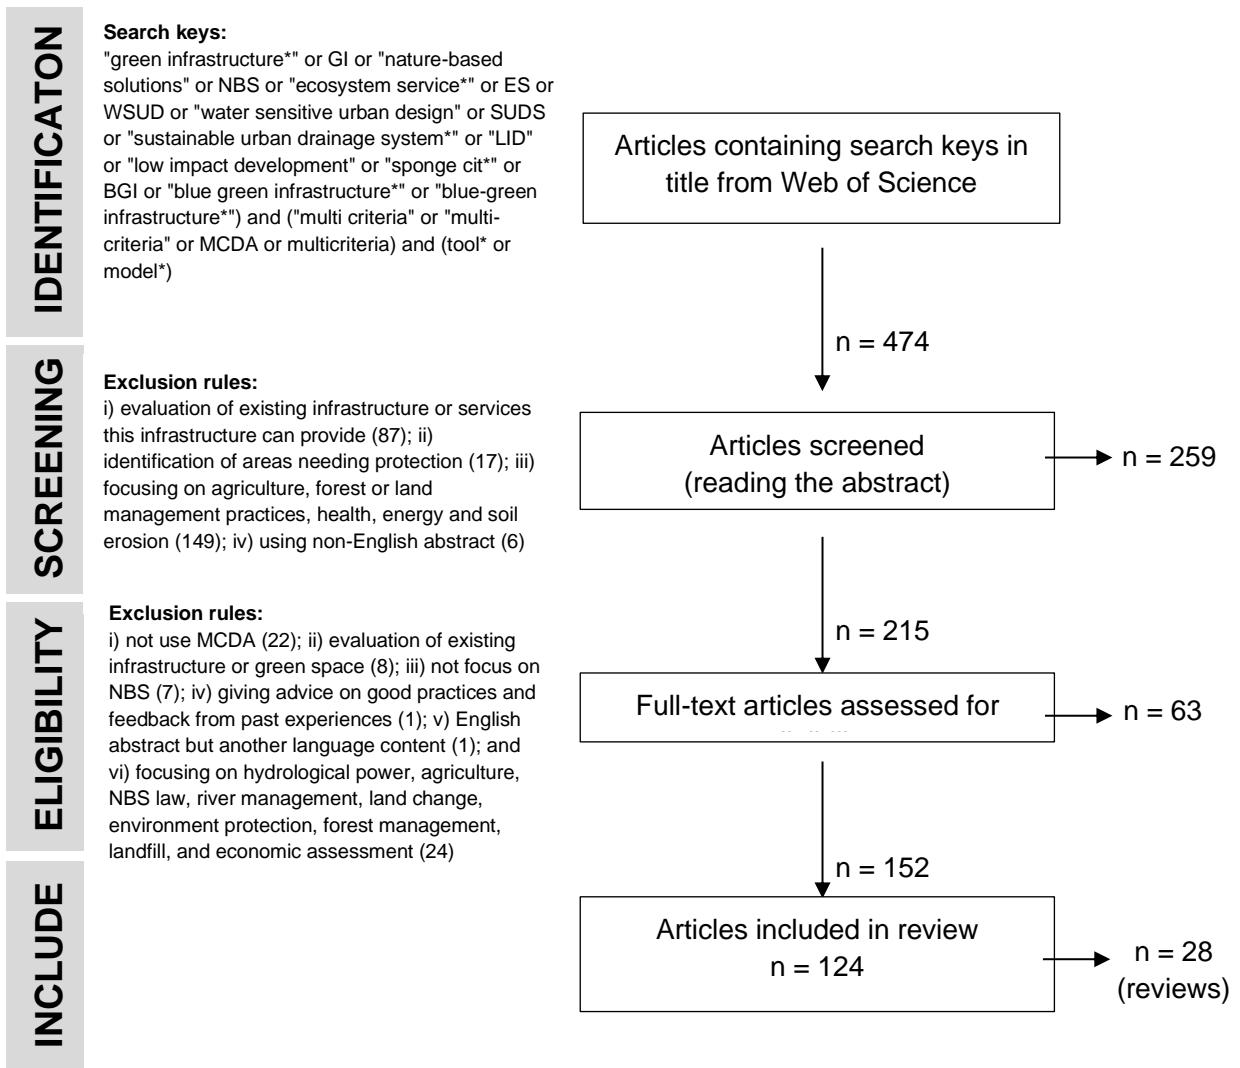 IDENTIFICATON
Search keys:
"green infrastructure*" or GI or "nature-based
solutions" or NBS or "ecosystem service*" or ES or
WSUD or "water sensitive urban design" or SUDS
or "sustainable urban drainage system*" or "LID"
or "low impact development" or "sponge cit*" or
BGI or "blue green infrastructure*" or "blue-green
infrastructure*") and ("multi criteria" or "multi-
criteria" or MCDA or multicriteria) and (tool* or
model*)
Articles containing search keys in
title from Web of Science
n = 474
SCREENING
Exclusion rules:
i) evaluation of existing infrastructure or services
this infrastructure can provide (87); ii)
identification of areas needing protection (17); iii)
focusing on agriculture, forest or land
management practices, health, energy and soil
erosion (149); iv) using non-English abstract (6)
Articles screened
(reading the abstract)
n = 259
n = 215
ELIGIBILITY
Exclusion rules:
i) not use MCDA (22); ii) evaluation of existing
infrastructure or green space (8); iii) not focus on
NBS (7); iv) giving advice on good practices and
feedback from past experiences (1); v) English
abstract but another language content (1); and
vi) focusing on hydrological power, agriculture,
NBS law, river management, land change,
environment protection, forest management,
landfill, and economic assessment (24)
Full-text articles assessed for
n = 63
n = 152
INCLUDE
Articles included in review
n = 124
n = 28
(reviews)